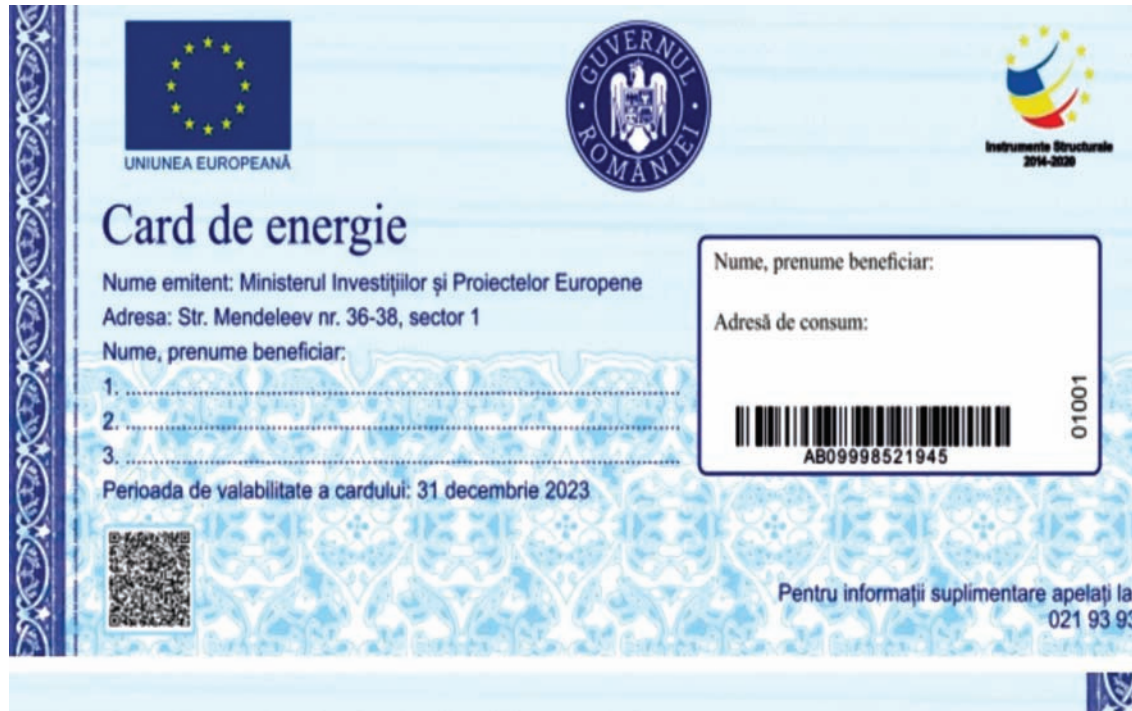 UNIUNEA EUROPEANĂ
GUVERNUL ROMÂNIEI
Instrumente Structurale
2014-2020
Card de energie
Nume emitent: Ministerul Investițiilor și Proiectelor Europene
Adresa: Str. Mendeleev nr. 36-38, sector 1
Nume, prenume beneficiar:
1. ....................................................................................
2. ....................................................................................
3. ....................................................................................
Perioada de valabilitate a cardului: 31 decembrie 2023
Nume, prenume beneficiar:
Adresă de consum:
AB09998521945
01001
Pentru informații suplimentare apelați la
021 93 93